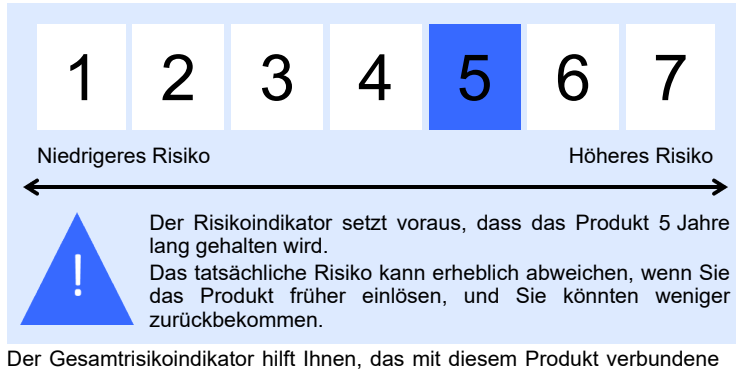 1 2 3 4 5 6 7
Niedrigeres Risiko Höheres Risiko
Der Risikoindikator setzt voraus, dass das Produkt 5 Jahre
lang gehalten wird.
!
Das tatsächliche Risiko kann erheblich abweichen, wenn Sie
das Produkt früher einlösen, und Sie könnten weniger
zurückbekommen.
Der Gesamtrisikoindikator hilft Ihnen, das mit diesem Produkt verbundene